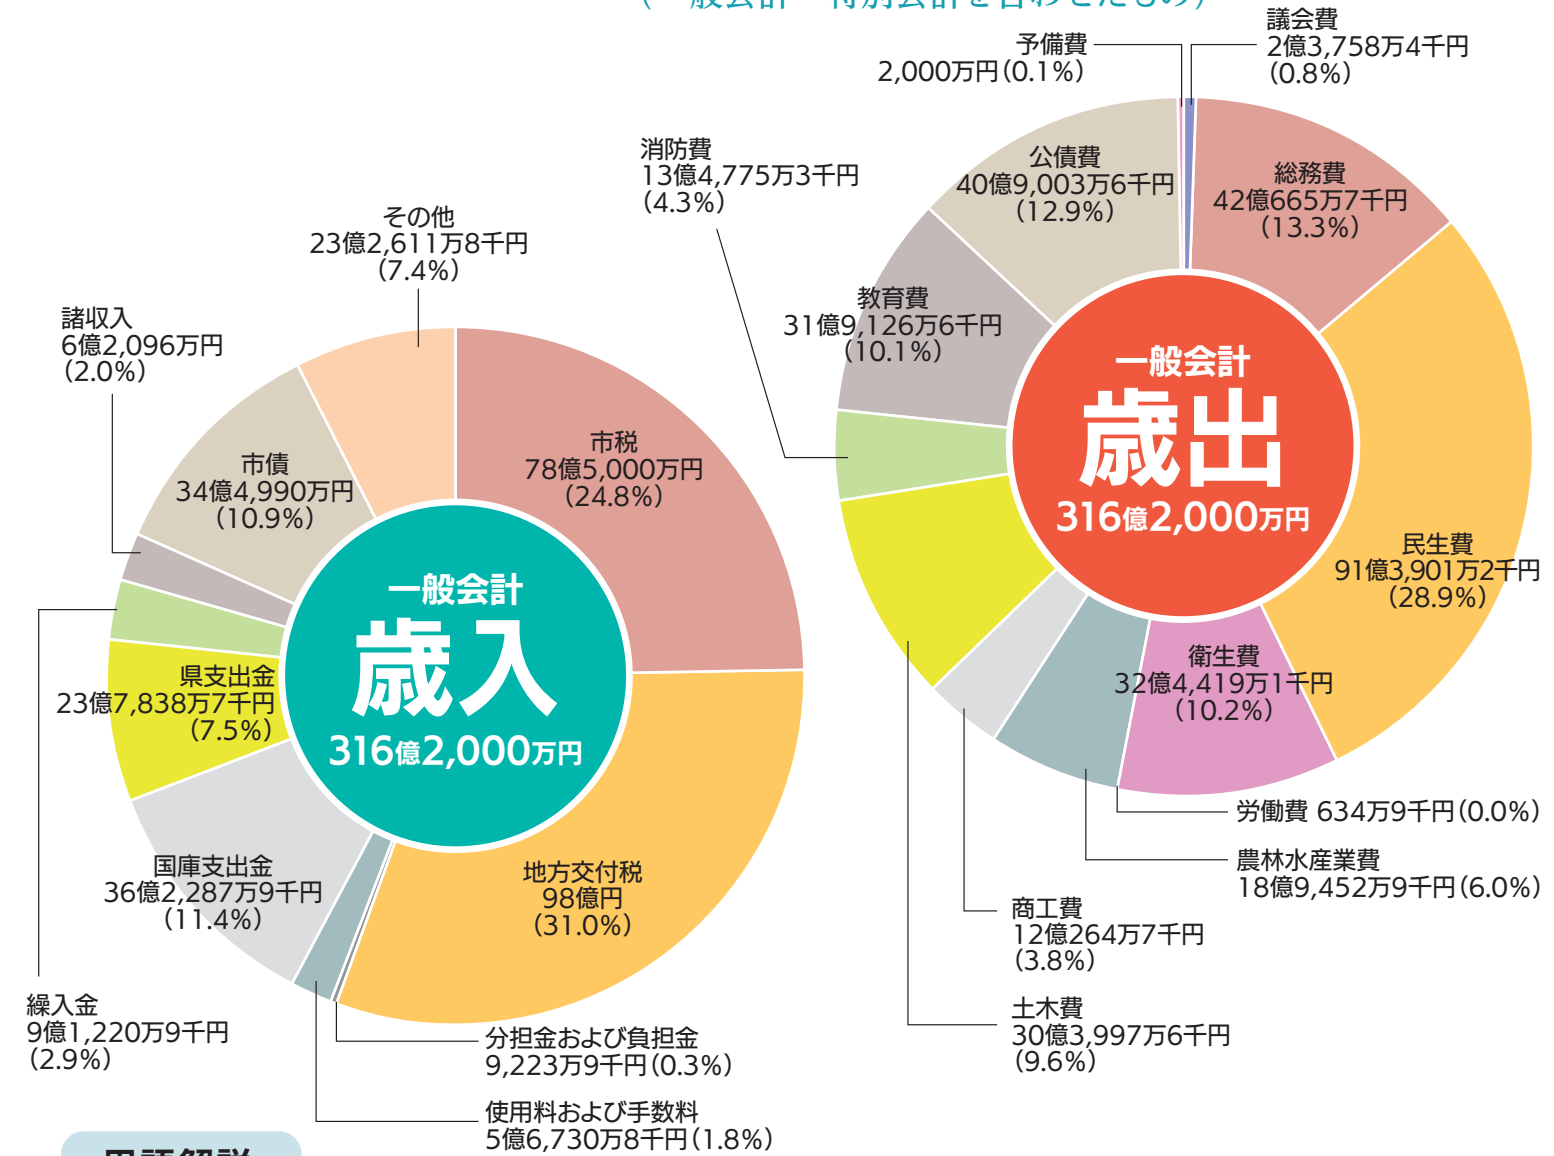 (一般会計・特別会計を合わせたもの)
議会費
2億3,758万4千円
(0.8%)
予備費
2,000万円(0.1%)
総務費
42億665万7千円
(13.3%)
公債費
40億9,003万6千円
(12.9%)
消防費
13億4,775万3千円
(4.3%)
教育費
31億9,126万6千円
(10.1%)
一般会計
歳出
316億2,000万円
民生費
91億3,901万2千円
(28.9%)
衛生費
32億4,419万1千円
(10.2%)
労働費 634万9千円(0.0%)
農林水産業費
18億9,452万9千円(6.0%)
商工費
12億264万7千円
(3.8%)
土木費
30億3,997万6千円
(9.6%)
その他
23億2,611万8千円
(7.4%)
諸収入
6億2,096万円
(2.0%)
市債
34億4,990万円
(10.9%)
市税
78億5,000万円
(24.8%)
一般会計
歳入
316億2,000万円
県支出金
23億7,838万7千円
(7.5%)
国庫支出金
36億2,287万9千円
(11.4%)
地方交付税
98億円
(31.0%)
繰入金
9億1,220万9千円
(2.9%)
分担金および負担金
9,223万9千円(0.3%)
使用料および手数料
5億6,730万8千円(1.8%)
用語解説